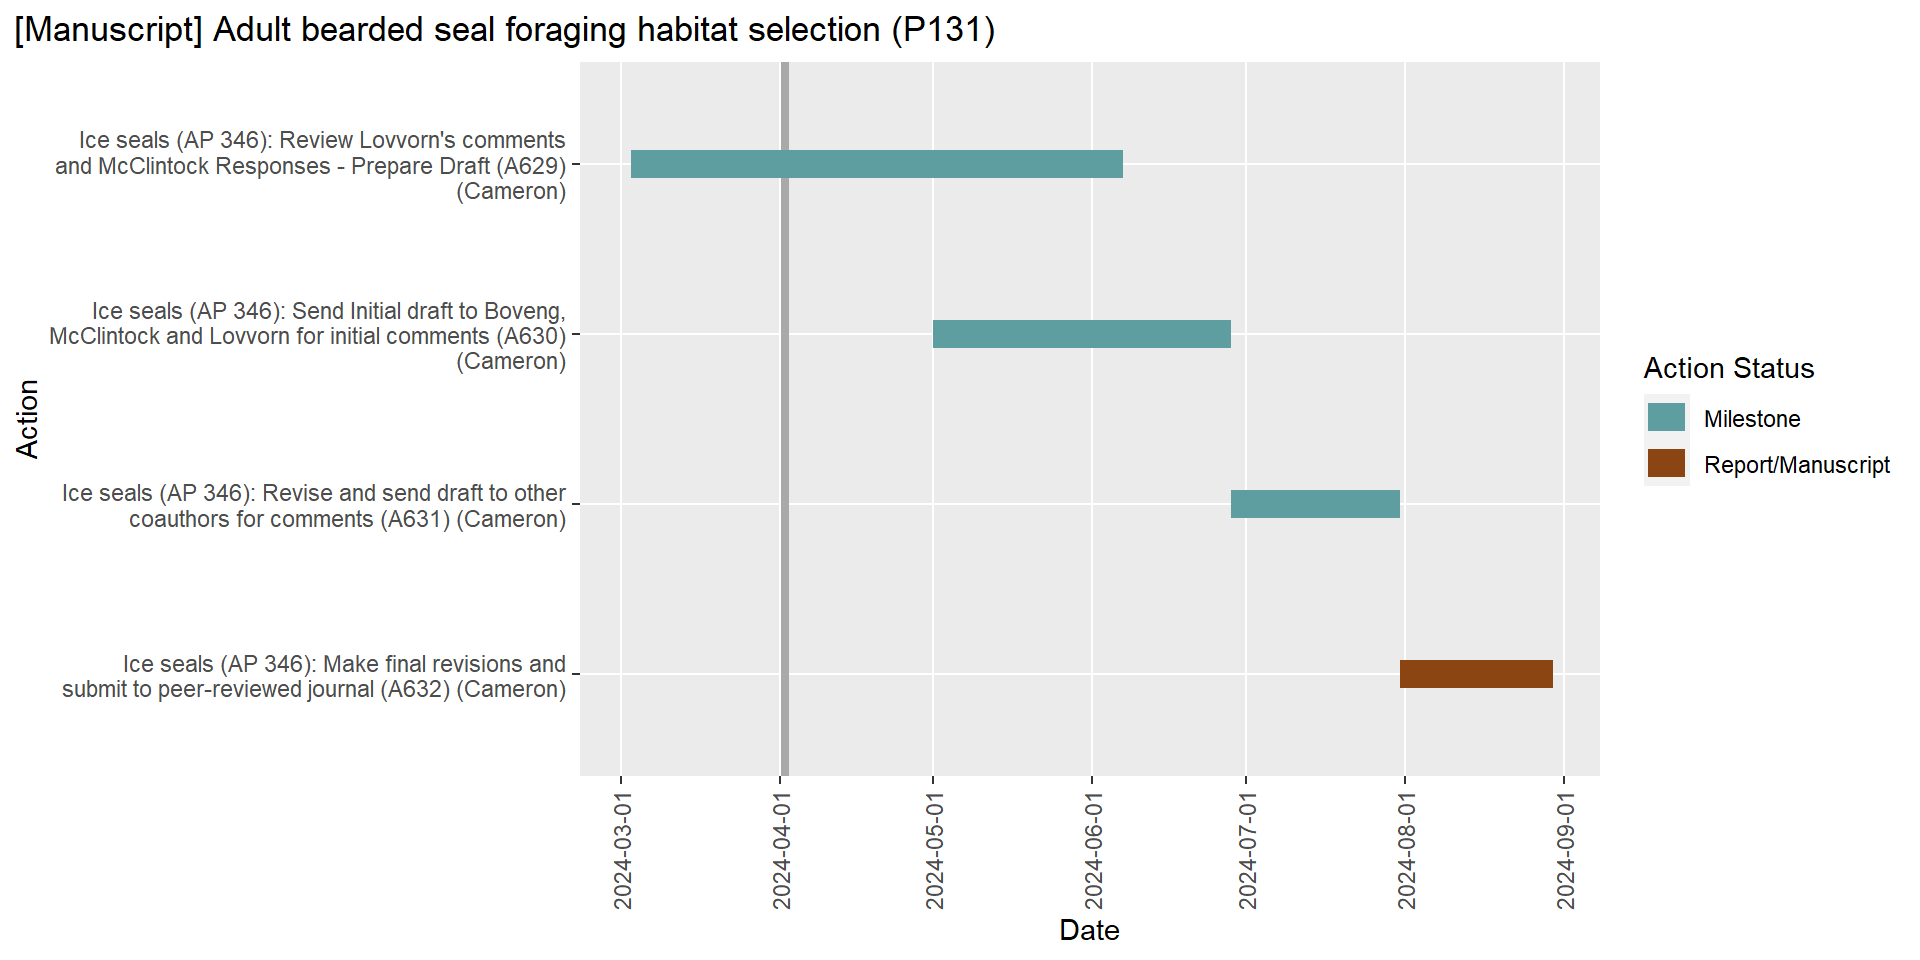 [Manuscript] Adult bearded seal foraging habitat selection (P131)
Ice seals (AP 346): Review Lovvorn's comments
and McClintock Responses - Prepare Draft (A629)
(Cameron)
Ice seals (AP 346): Send Initial draft to Boveng,
McClintock and Lovvorn for initial comments (A630)
(Cameron)
Ice seals (AP 346): Revise and send draft to other
coauthors for comments (A631) (Cameron)
Ice seals (AP 346): Make final revisions and
submit to peer-reviewed journal (A632) (Cameron)
Action
2024-03-01
2024-04-01
2024-05-01
2024-06-01
2024-07-01
2024-08-01
2024-09-01
Date
Action Status
Milestone
Report/Manuscript